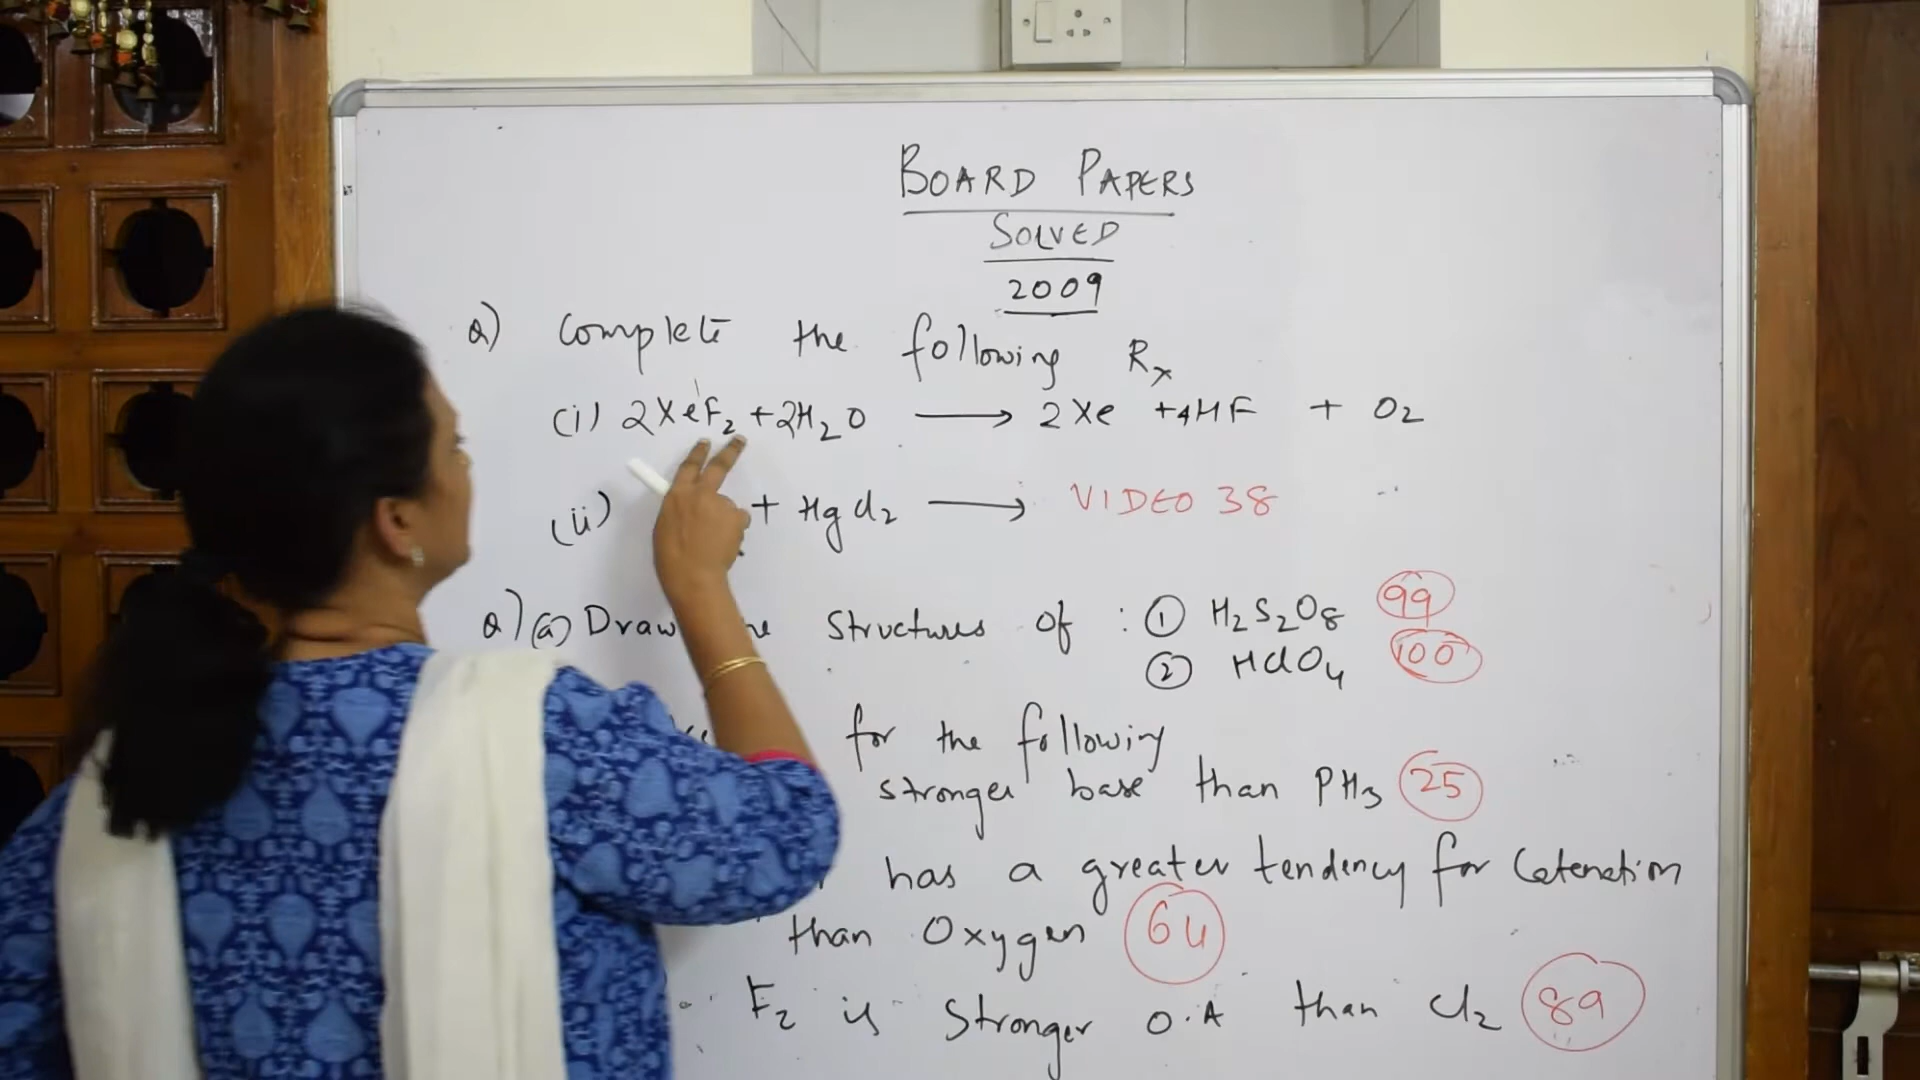 BOARD PAPERS
SOLVED
2009
Q) Complete the following Rx
(i) 2XeF2 + 2H2O ⟶ 2Xe + 4HF + O2
(ii) + HgCl2 ⟶ VIDEO 38
Q) (a) Draw structures of : ① H2S2O8 99
② HClO4 100
for the following
stronger base than PH3 25
has a greater tendency for Catenation
than Oxygen 64
F2 is stronger O.A than Cl2 89